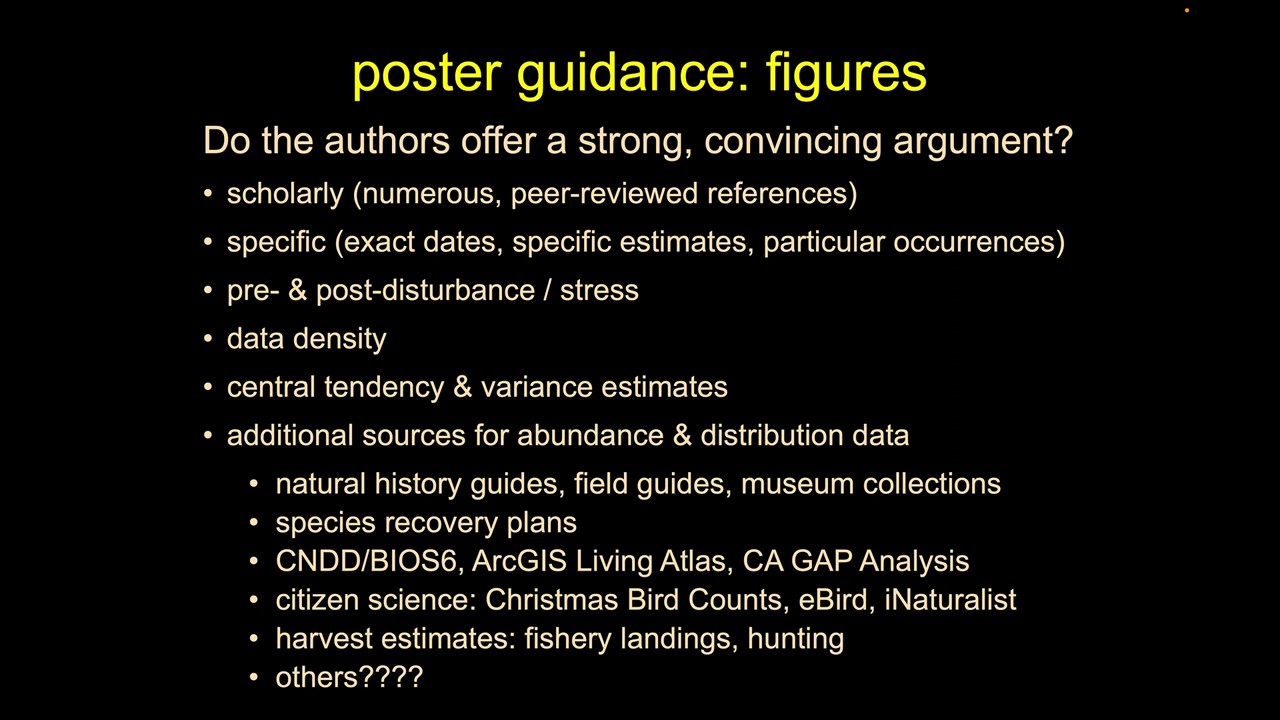 poster guidance: figures
Do the authors offer a strong, convincing argument?
• scholarly (numerous, peer-reviewed references)
• specific (exact dates, specific estimates, particular occurrences)
• pre- & post-disturbance / stress
• data density
• central tendency & variance estimates
• additional sources for abundance & distribution data
• natural history guides, field guides, museum collections
• species recovery plans
• CNDD/BIOS6, ArcGIS Living Atlas, CA GAP Analysis
• citizen science: Christmas Bird Counts, eBird, iNaturalist
• harvest estimates: fishery landings, hunting
• others????